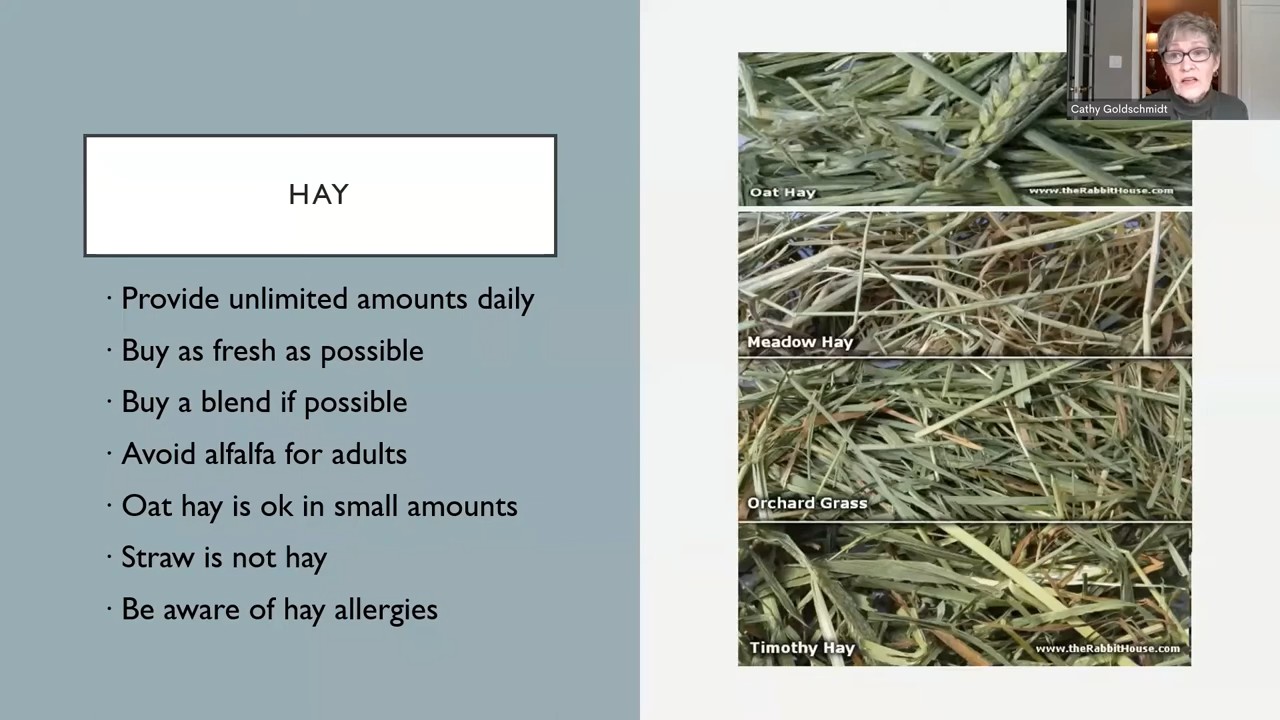 HAY
· Provide unlimited amounts daily
· Buy as fresh as possible
· Buy a blend if possible
· Avoid alfalfa for adults
· Oat hay is ok in small amounts
· Straw is not hay
· Be aware of hay allergies
Cathy Goldschmidt
Oat Hay
www.theRabbitHouse.com
Meadow Hay
Orchard Grass
Timothy Hay
www.theRabbitHouse.com